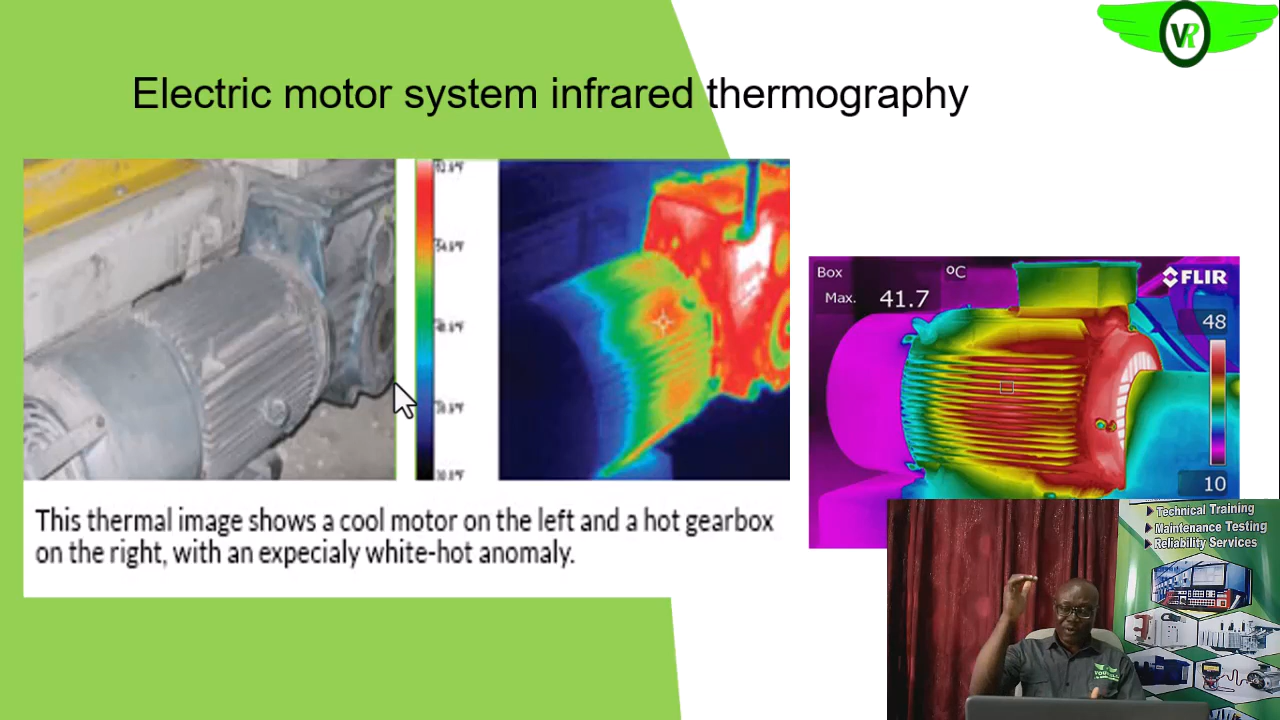 VR
Electric motor system infrared thermography
This thermal image shows a cool motor on the left and a hot gearbox
on the right, with an expecialy white-hot anomaly.
Box
°C
Max. 41.7
FLIR
48
10
Technical Training
Maintenance Testing
Reliability Services